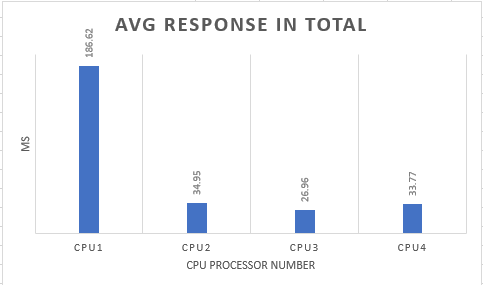 AVG RESPONSE IN TOTAL
186.62
34.95
26.96
33.77
MS
CPU1 CPU2 CPU3 CPU4
CPU PROCESSOR NUMBER